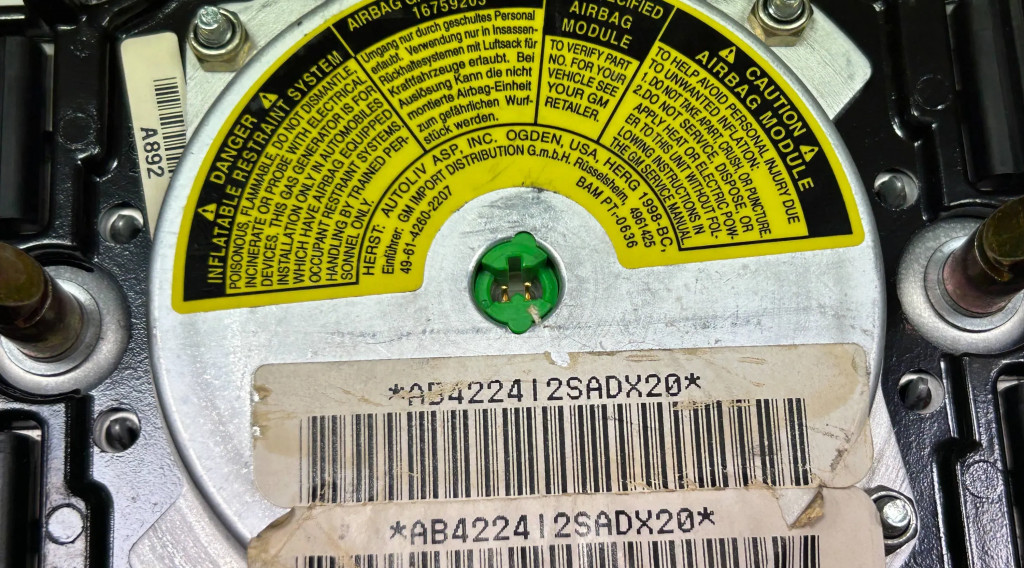 A892
DANGER
INFLATABLE RESTRAINT SYSTEM
POISONOUS, FLAMMABLE. DO NOT DISMANTLE,
INCINERATE OR PROBE WITH ELECTRICAL
DEVICES. THIS GAS GENERATOR IS FOR
INSTALLATION ONLY IN AUTOMOBILES
WHICH HAVE AIRBAG EQUIPPED
OCCUPANT RESTRAINT SYSTEMS.
HANDLING BY TRAINED PER-
SONNEL ONLY.
AIRBAG
16759203
Umgang nur durch geschultes Personal
erlaubt. Verwendung nur in Insassen-
Rückhaltesystemen mit Luftsack für
Kraftfahrzeuge erlaubt. Bei
Auslösung Kann die nicht
montierte Airbag-Einheit
zum gefährlichen Wurf-
stück werden.
AIRBAG
MODULE
TO VERIFY PART
NO. FOR YOUR
VEHICLE SEE
YOUR GM
RETAILER.
CAUTION
AIRBAG MODULE
TO HELP AVOID PERSONAL INJURY DUE
TO UNWANTED INFLATION:
1. DO NOT TAKE APART, CRUSH, OR PUNCTURE.
2. DO NOT DEPLOY, DISPOSE, OR
APPLY HEAT OR ELECTRIC POW-
ER TO THIS UNIT WITHOUT FOL-
LOWING INSTRUCTIONS IN
THE GM SERVICE MANUAL
HERST: AUTOLIV ASP, INC. OGDEN, USA, HERG 1998-BC,
Einführer: GM IMPORT DISTRIBUTION G.m.b.H. Rüsselsheim, 4961425
49-61-4260-2207
BAM PT-0636
*AB422412SADX20*
*AB422412SADX20*